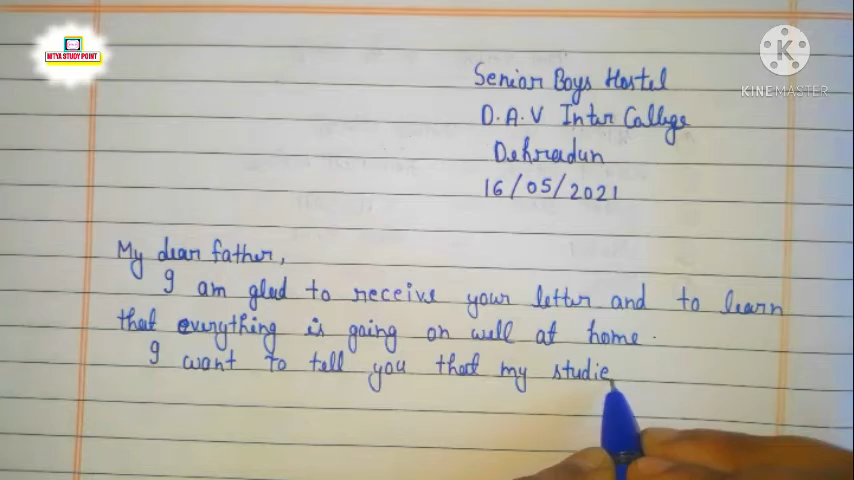 NITYA STUDY POINT
K
KINEMASTER
Senior Boys Hostel
D.A.V Inter College
Dehradun
16/05/2021
My dear father,
I am glad to receive your letter and to learn
that everything is going on well at home.
I want to tell you that my studie